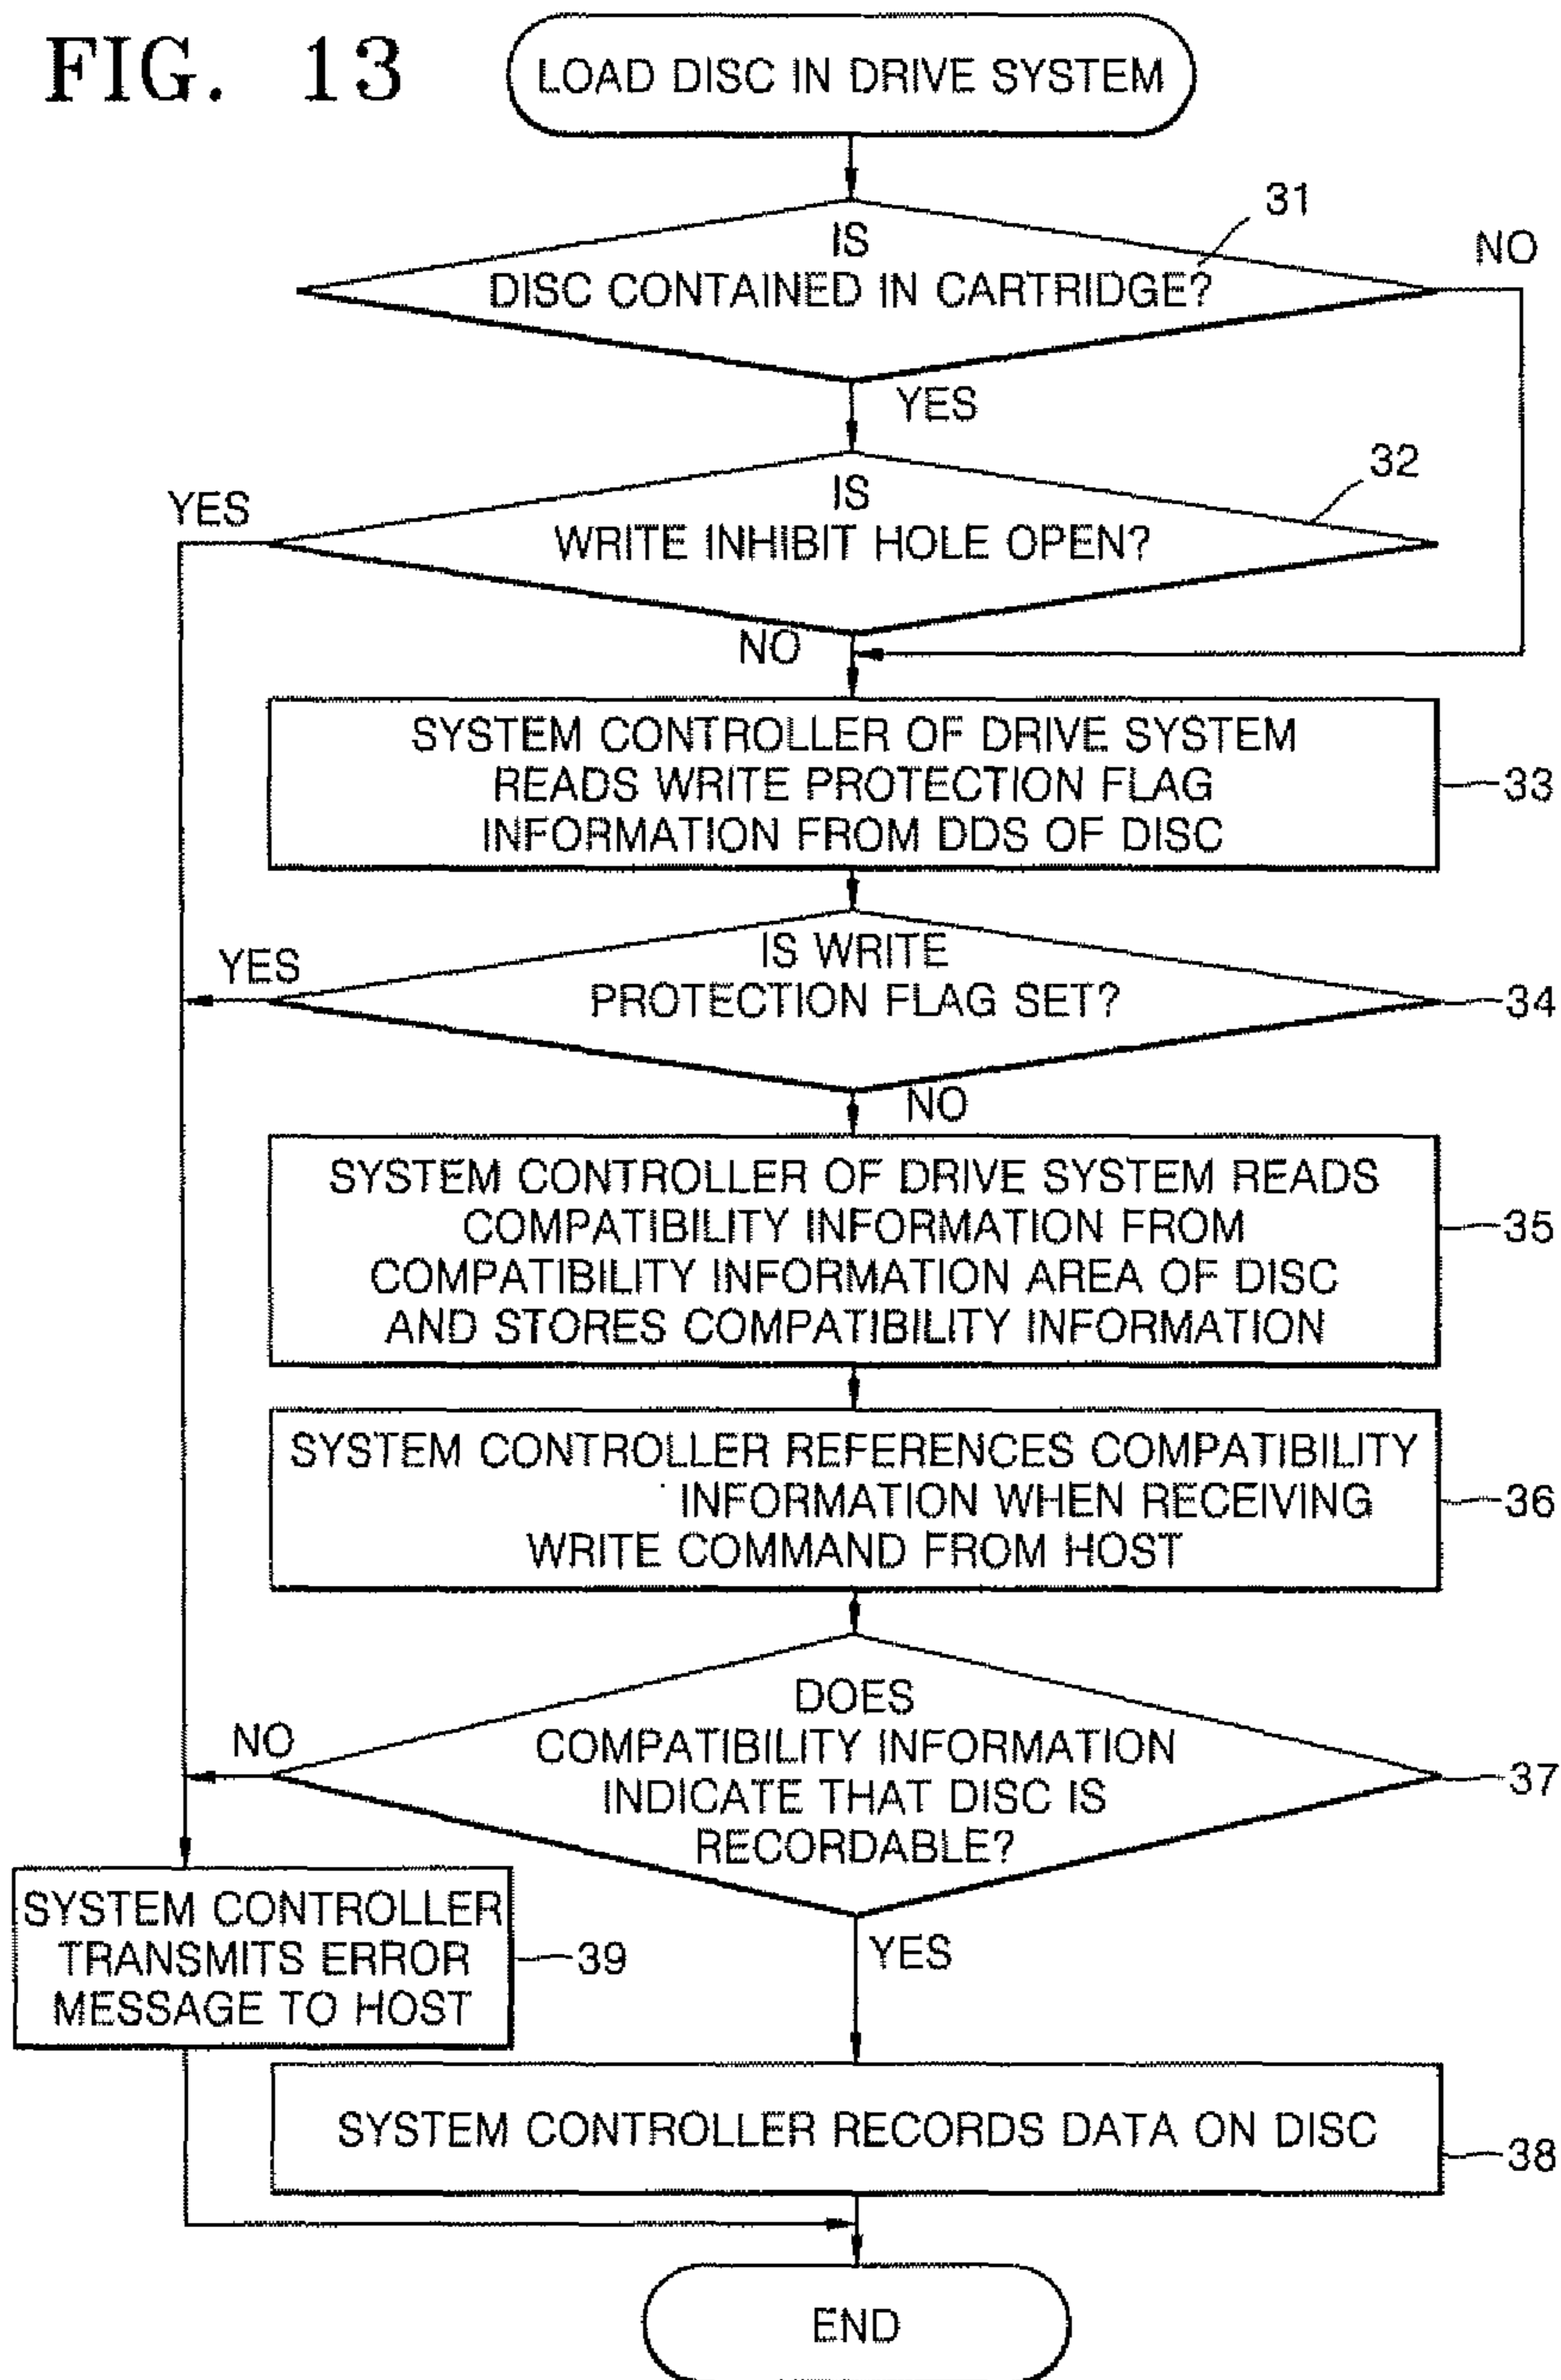 FIG. 13
LOAD DISC IN DRIVE SYSTEM
31
IS
DISC CONTAINED IN CARTRIDGE?
NO
YES
32
IS
WRITE INHIBIT HOLE OPEN?
YES
NO
SYSTEM CONTROLLER OF DRIVE SYSTEM
READS WRITE PROTECTION FLAG
INFORMATION FROM DDS OF DISC
33
IS WRITE
PROTECTION FLAG SET?
YES
34
NO
SYSTEM CONTROLLER OF DRIVE SYSTEM READS
COMPATIBILITY INFORMATION FROM
COMPATIBILITY INFORMATION AREA OF DISC
AND STORES COMPATIBILITY INFORMATION
35
SYSTEM CONTROLLER REFERENCES COMPATIBILITY
INFORMATION WHEN RECEIVING
WRITE COMMAND FROM HOST
36
DOES
COMPATIBILITY INFORMATION
INDICATE THAT DISC IS
RECORDABLE?
NO
37
SYSTEM CONTROLLER
TRANSMITS ERROR
MESSAGE TO HOST
39
YES
SYSTEM CONTROLLER RECORDS DATA ON DISC
38
END